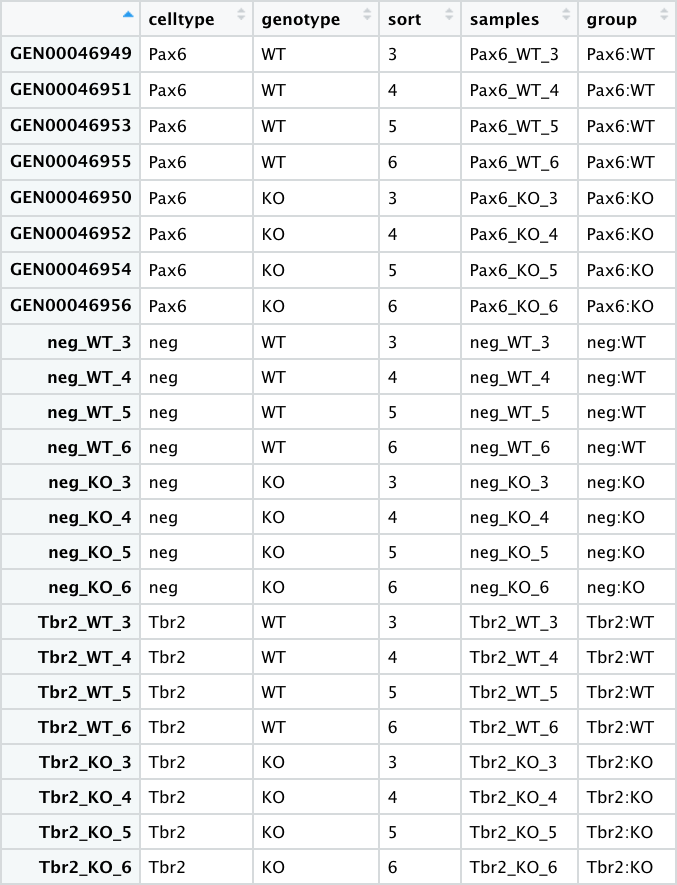 celltype genotype sort samples group
GEN00046949 Pax6 WT 3 Pax6_WT_3 Pax6:WT
GEN00046951 Pax6 WT 4 Pax6_WT_4 Pax6:WT
GEN00046953 Pax6 WT 5 Pax6_WT_5 Pax6:WT
GEN00046955 Pax6 WT 6 Pax6_WT_6 Pax6:WT
GEN00046950 Pax6 KO 3 Pax6_KO_3 Pax6:KO
GEN00046952 Pax6 KO 4 Pax6_KO_4 Pax6:KO
GEN00046954 Pax6 KO 5 Pax6_KO_5 Pax6:KO
GEN00046956 Pax6 KO 6 Pax6_KO_6 Pax6:KO
neg_WT_3 neg WT 3 neg_WT_3 neg:WT
neg_WT_4 neg WT 4 neg_WT_4 neg:WT
neg_WT_5 neg WT 5 neg_WT_5 neg:WT
neg_WT_6 neg WT 6 neg_WT_6 neg:WT
neg_KO_3 neg KO 3 neg_KO_3 neg:KO
neg_KO_4 neg KO 4 neg_KO_4 neg:KO
neg_KO_5 neg KO 5 neg_KO_5 neg:KO
neg_KO_6 neg KO 6 neg_KO_6 neg:KO
Tbr2_WT_3 Tbr2 WT 3 Tbr2_WT_3 Tbr2:WT
Tbr2_WT_4 Tbr2 WT 4 Tbr2_WT_4 Tbr2:WT
Tbr2_WT_5 Tbr2 WT 5 Tbr2_WT_5 Tbr2:WT
Tbr2_WT_6 Tbr2 WT 6 Tbr2_WT_6 Tbr2:WT
Tbr2_KO_3 Tbr2 KO 3 Tbr2_KO_3 Tbr2:KO
Tbr2_KO_4 Tbr2 KO 4 Tbr2_KO_4 Tbr2:KO
Tbr2_KO_5 Tbr2 KO 5 Tbr2_KO_5 Tbr2:KO
Tbr2_KO_6 Tbr2 KO 6 Tbr2_KO_6 Tbr2:KO